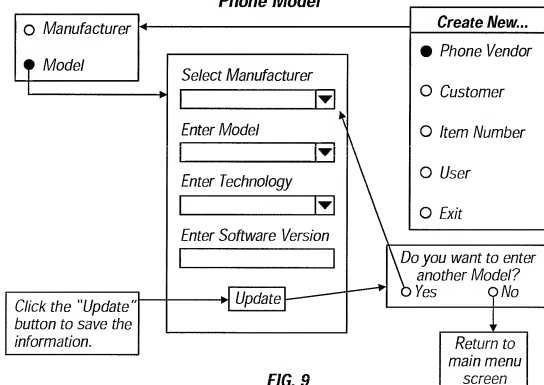 Phone Model
Manufacturer
Model
Create New...
Phone Vendor
Customer
Item Number
User
Exit
Select Manufacturer
Enter Model
Enter Technology
Enter Software Version
Update
Click the "Update"
button to save the
information.
Do you want to enter
another Model?
Yes
No
Return to
main menu
screen
FIG. 9